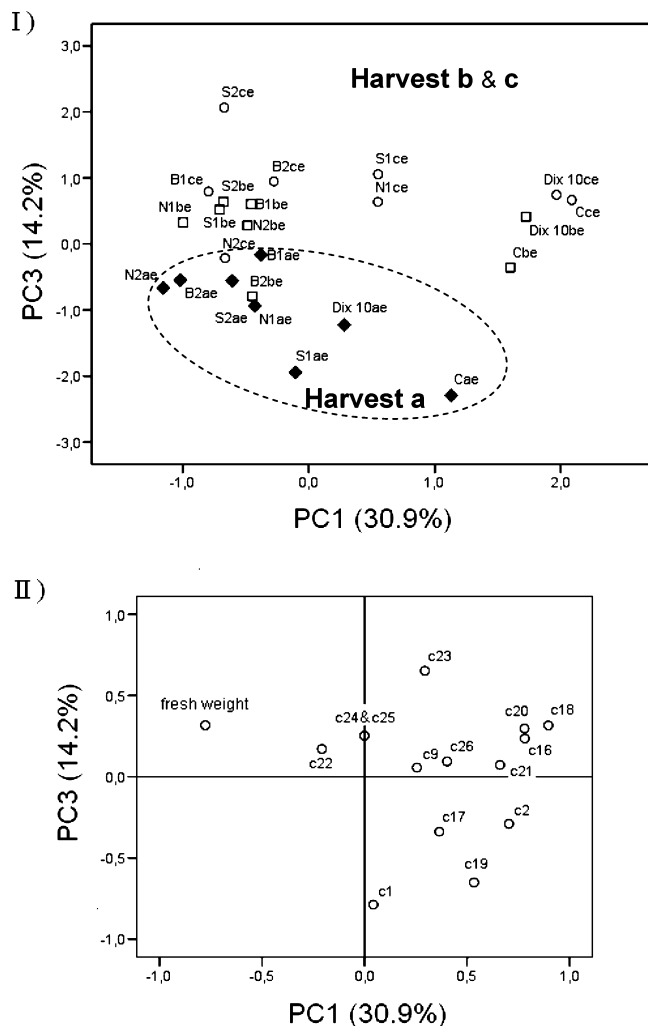 I)
3,0
2,0
1,0
0,0
-1,0
-2,0
-3,0
PC3 (14.2%)
Harvest b & c
S2ce
S1ce
B1ce
S2be
B2ce
N1ce
Dix 10ce
N1be
B1be
Cce
S1be
N2be
Dix 10be
N2ce
B1ae
Cbe
N2ae
B2ae
B2be
Dix 10ae
S2ae
N1ae
S1ae
Cae
Harvest a
-1,0
0,0
1,0
2,0
PC1 (30.9%)
II)
1,0
0,5
0,0
-0,5
-1,0
PC3 (14.2%)
c23
fresh weight
c24&c25
c20
c18
c22
c9
c26
c16
c21
c17
c2
c19
c1
-1,0
-0,5
0,0
0,5
1,0
PC1 (30.9%)